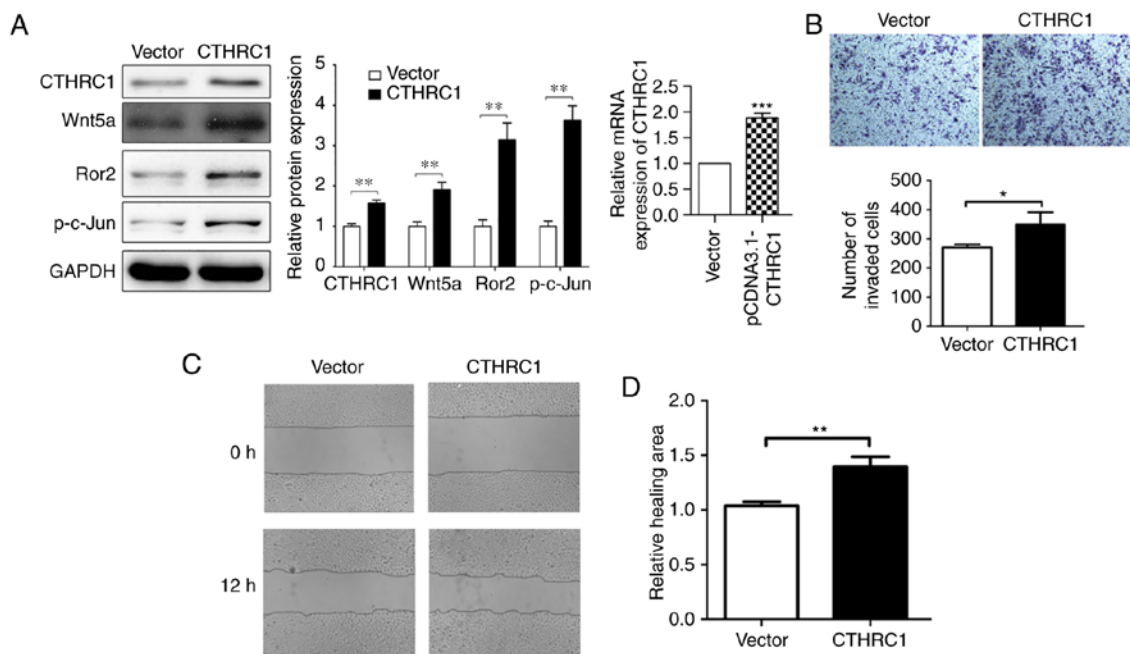 A
Vector CTHRC1
CTHRC1
Wnt5a
Ror2
p-c-Jun
GAPDH
Relative protein expression
5
4
3
2
1
0
Vector
CTHRC1
**
**
**
**
CTHRC1 Wnt5a Ror2 p-c-Jun
Relative mRNA
expression of CTHRC1
2.5
2.0
1.5
1.0
0.5
0.0
***
Vector
pCDNA3.1-
CTHRC1
B
Vector CTHRC1
Number of
invaded cells
500
400
300
200
100
0
*
Vector CTHRC1
C
Vector CTHRC1
0 h
12 h
D
Relative healing area
2.0
1.5
1.0
0.5
0.0
**
Vector CTHRC1